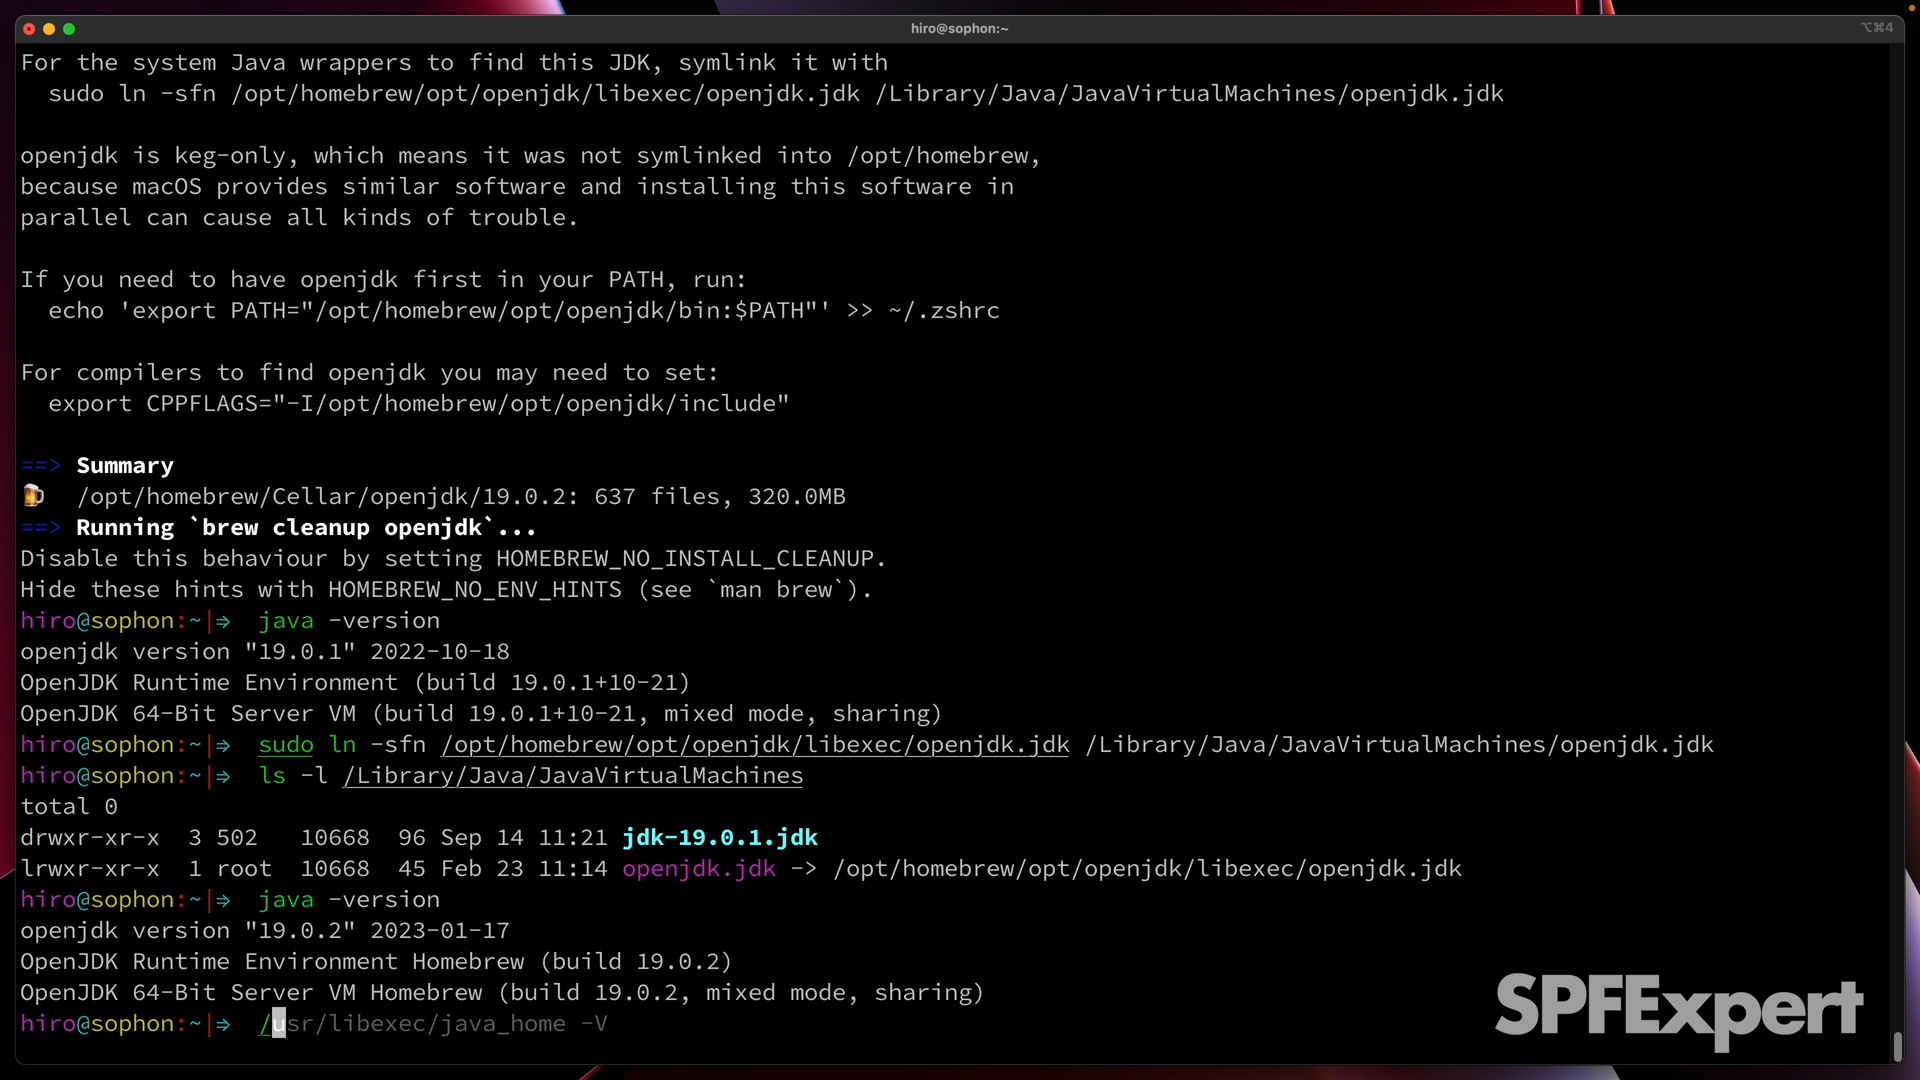 hiro@sophon:~
⌥⌘4
For the system Java wrappers to find this JDK, symlink it with
  sudo ln -sfn /opt/homebrew/opt/openjdk/libexec/openjdk.jdk /Library/Java/JavaVirtualMachines/openjdk.jdk
openjdk is keg-only, which means it was not symlinked into /opt/homebrew,
because macOS provides similar software and installing this software in
parallel can cause all kinds of trouble.
If you need to have openjdk first in your PATH, run:
  echo 'export PATH="/opt/homebrew/opt/openjdk/bin:$PATH"' >> ~/.zshrc
For compilers to find openjdk you may need to set:
  export CPPFLAGS="-I/opt/homebrew/opt/openjdk/include"
==> Summary
🍺  /opt/homebrew/Cellar/openjdk/19.0.2: 637 files, 320.0MB
==> Running `brew cleanup openjdk`...
Disable this behaviour by setting HOMEBREW_NO_INSTALL_CLEANUP.
Hide these hints with HOMEBREW_NO_ENV_HINTS (see `man brew`).
hiro@sophon:~|⇒  java -version
openjdk version "19.0.1" 2022-10-18
OpenJDK Runtime Environment (build 19.0.1+10-21)
OpenJDK 64-Bit Server VM (build 19.0.1+10-21, mixed mode, sharing)
hiro@sophon:~|⇒  sudo ln -sfn /opt/homebrew/opt/openjdk/libexec/openjdk.jdk /Library/Java/JavaVirtualMachines/openjdk.jdk
hiro@sophon:~|⇒  ls -l /Library/Java/JavaVirtualMachines
total 0
drwxr-xr-x  3 502   10668  96 Sep 14 11:21 jdk-19.0.1.jdk
lrwxr-xr-x  1 root  10668  45 Feb 23 11:14 openjdk.jdk -> /opt/homebrew/opt/openjdk/libexec/openjdk.jdk
hiro@sophon:~|⇒  java -version
openjdk version "19.0.2" 2023-01-17
OpenJDK Runtime Environment Homebrew (build 19.0.2)
OpenJDK 64-Bit Server VM Homebrew (build 19.0.2, mixed mode, sharing)
hiro@sophon:~|⇒  /usr/libexec/java_home -V
SPFExpert